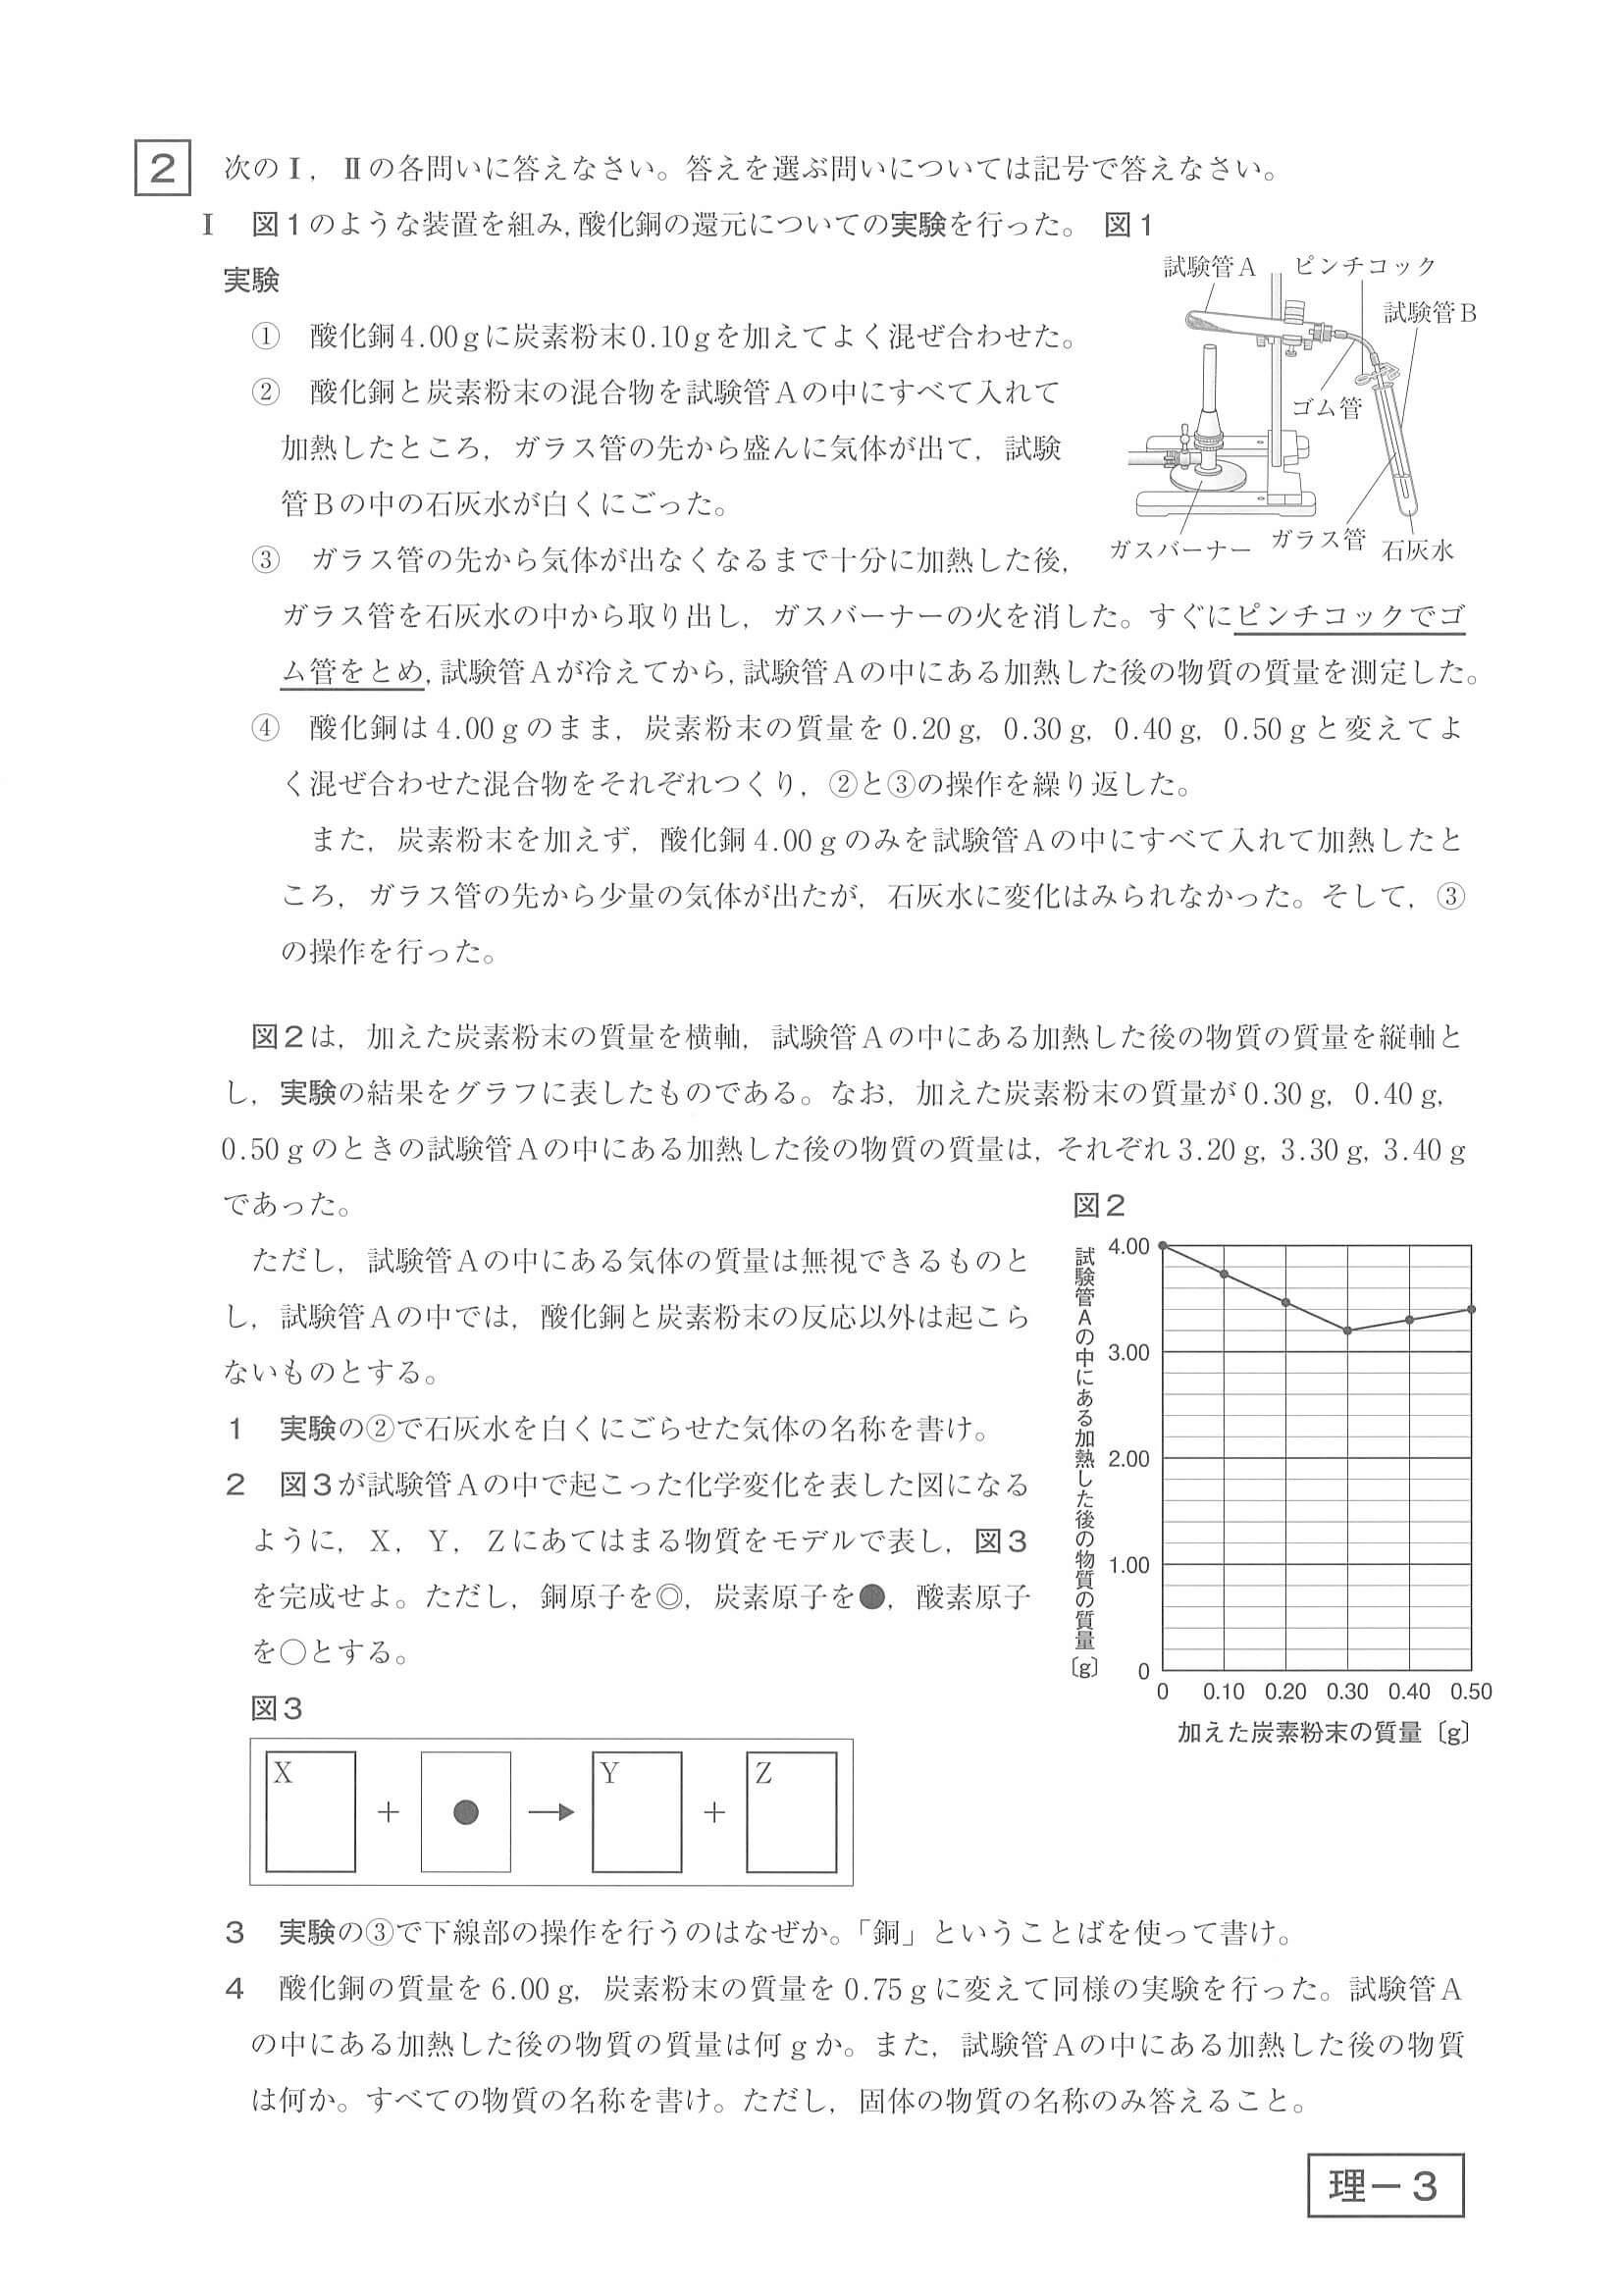 2 次のⅠ，Ⅱの各問いに答えなさい。答えを選ぶ問いについては記号で答えなさい。
Ⅰ 図1のような装置を組み,酸化銅の還元についての実験を行った。 図1
実験
① 酸化銅4.00gに炭素粉末0.10gを加えてよく混ぜ合わせた。
② 酸化銅と炭素粉末の混合物を試験管Ａの中にすべて入れて
加熱したところ，ガラス管の先から盛んに気体が出て，試験
管Ｂの中の石灰水が白くにごった。
③ ガラス管の先から気体が出なくなるまで十分に加熱した後，
試験管Ａ ピンチコック
試験管Ｂ
ゴム管
ガスバーナー ガラス管 石灰水
ガラス管を石灰水の中から取り出し，ガスバーナーの火を消した。すぐにピンチコックでゴ
ム管をとめ,試験管Ａが冷えてから,試験管Ａの中にある加熱した後の物質の質量を測定した。
④ 酸化銅は4.00gのまま，炭素粉末の質量を0.20g，0.30g，0.40g，0.50gと変えてよ
く混ぜ合わせた混合物をそれぞれつくり，②と③の操作を繰り返した。
また，炭素粉末を加えず，酸化銅4.00gのみを試験管Ａの中にすべて入れて加熱したと
ころ，ガラス管の先から少量の気体が出たが，石灰水に変化はみられなかった。そして，③
の操作を行った。
図2は，加えた炭素粉末の質量を横軸，試験管Ａの中にある加熱した後の物質の質量を縦軸と
し，実験の結果をグラフに表したものである。なお，加えた炭素粉末の質量が0.30g，0.40g，
0.50gのときの試験管Ａの中にある加熱した後の物質の質量は，それぞれ3.20g，3.30g，3.40g
であった。
ただし，試験管Ａの中にある気体の質量は無視できるものと
し，試験管Ａの中では，酸化銅と炭素粉末の反応以外は起こら
ないものとする。
1 実験の②で石灰水を白くにごらせた気体の名称を書け。
2 図3が試験管Ａの中で起こった化学変化を表した図になる
ように，Ｘ，Ｙ，Ｚにあてはまる物質をモデルで表し，図3
を完成せよ。ただし，銅原子を◎，炭素原子を●，酸素原子
を○とする。
図2
試験管Ａの中にある加熱した後の物質の質量〔g〕
4.00
3.00
2.00
1.00
0
0 0.10 0.20 0.30 0.40 0.50
加えた炭素粉末の質量〔g〕
図3
X + ● → Y + Z
3 実験の③で下線部の操作を行うのはなぜか。「銅」ということばを使って書け。
4 酸化銅の質量を6.00g，炭素粉末の質量を0.75gに変えて同様の実験を行った。試験管Ａ
の中にある加熱した後の物質の質量は何gか。また，試験管Ａの中にある加熱した後の物質
は何か。すべての物質の名称を書け。ただし，固体の物質の名称のみ答えること。
理－3